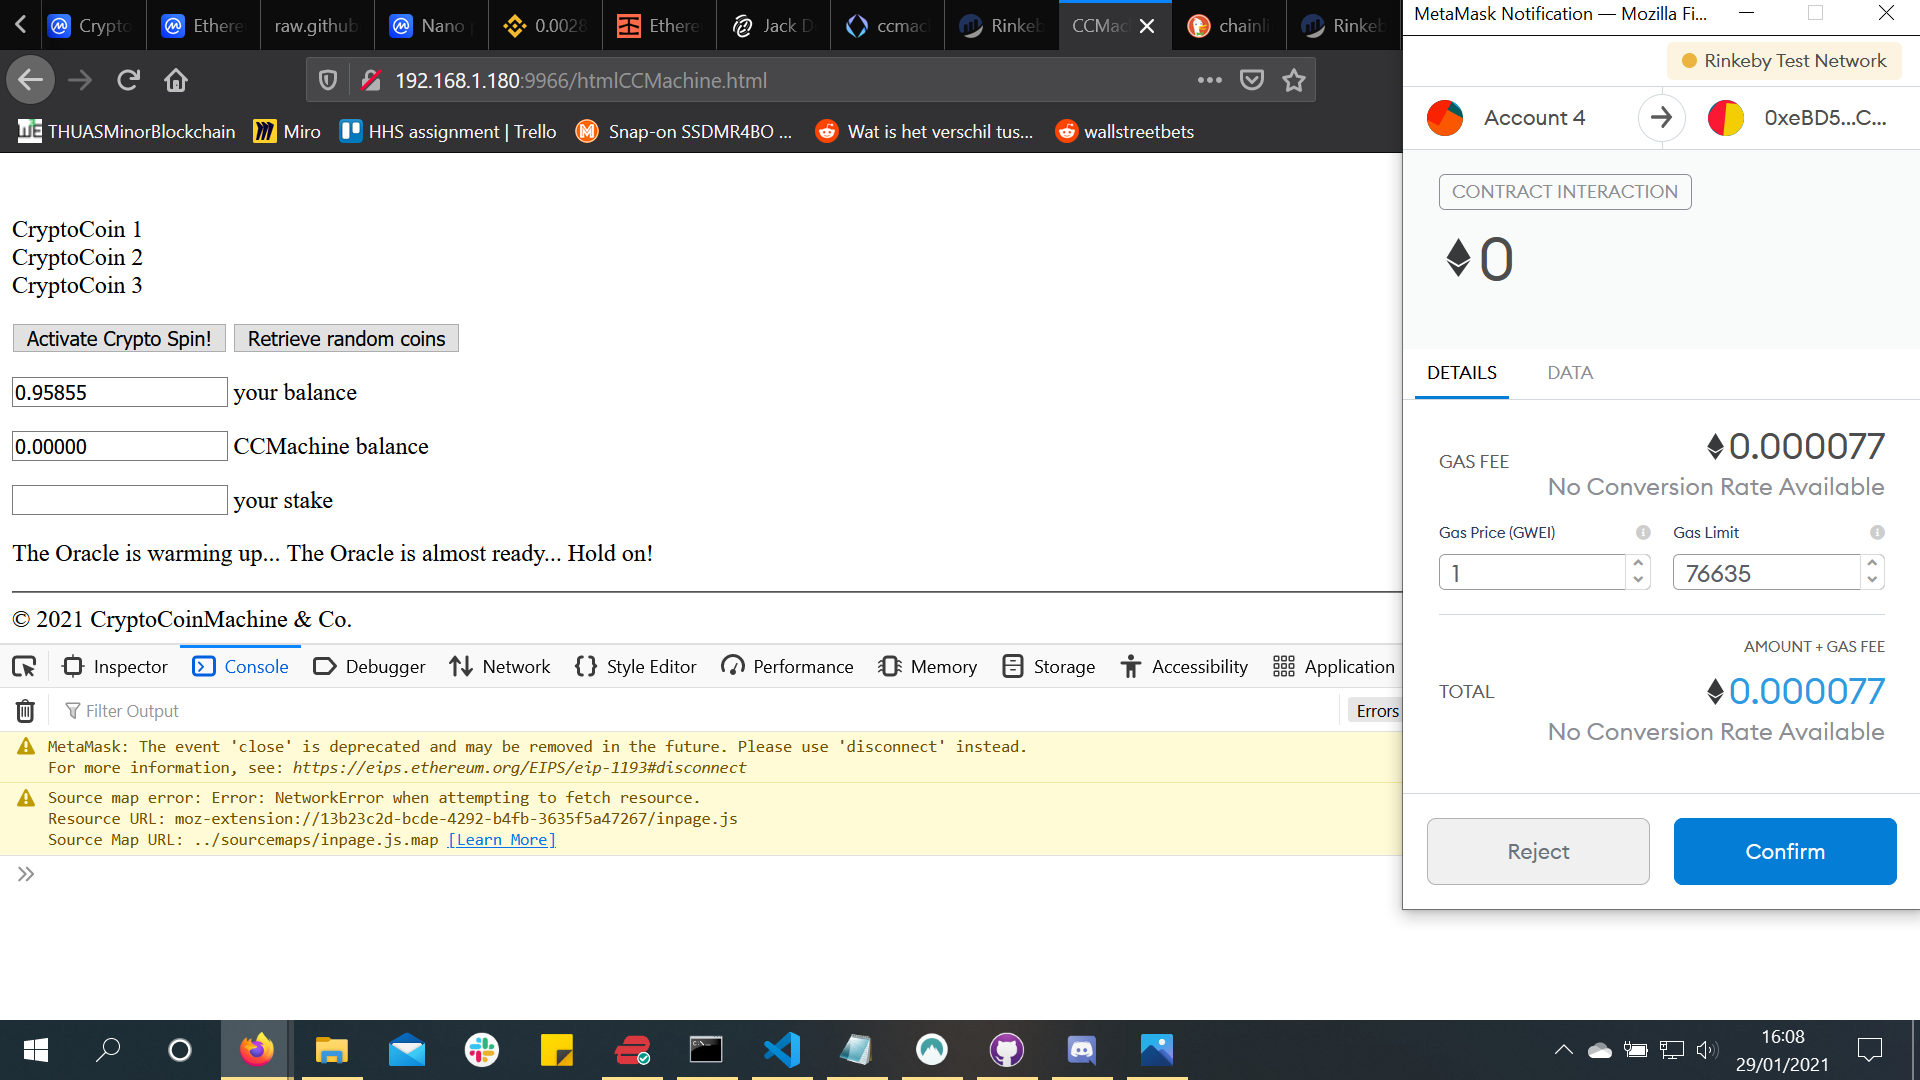 Crypto
Ethere
raw.github
Nano
0.0028
Ethere
Jack D
ccmach
Rinkeb
CCMac
chainli
Rinkeb
192.168.1.180:9966/htmlCCMachine.html
THUASMinorBlockchain
Miro
HHS assignment | Trello
Snap-on SSDMR4BO ...
Wat is het verschil tus...
wallstreetbets
CryptoCoin 1
CryptoCoin 2
CryptoCoin 3
Activate Crypto Spin!
Retrieve random coins
0.95855 your balance
0.00000 CCMachine balance
your stake
The Oracle is warming up... The Oracle is almost ready... Hold on!
© 2021 CryptoCoinMachine & Co.
Inspector
Console
Debugger
Network
Style Editor
Performance
Memory
Storage
Accessibility
Application
Filter Output
Errors
MetaMask: The event 'close' is deprecated and may be removed in the future. Please use 'disconnect' instead.
For more information, see: https://eips.ethereum.org/EIPS/eip-1193#disconnect
Source map error: Error: NetworkError when attempting to fetch resource.
Resource URL: moz-extension://13b23c2d-bcde-4292-b4fb-3635f5a47267/inpage.js
Source Map URL: ../sourcemaps/inpage.js.map [Learn More]
MetaMask Notification — Mozilla Fi...
Rinkeby Test Network
Account 4
0xeBD5...C...
CONTRACT INTERACTION
0
DETAILS
DATA
GAS FEE
0.000077
No Conversion Rate Available
Gas Price (GWEI)
Gas Limit
1
76635
AMOUNT + GAS FEE
TOTAL
0.000077
No Conversion Rate Available
Reject
Confirm
16:08
29/01/2021